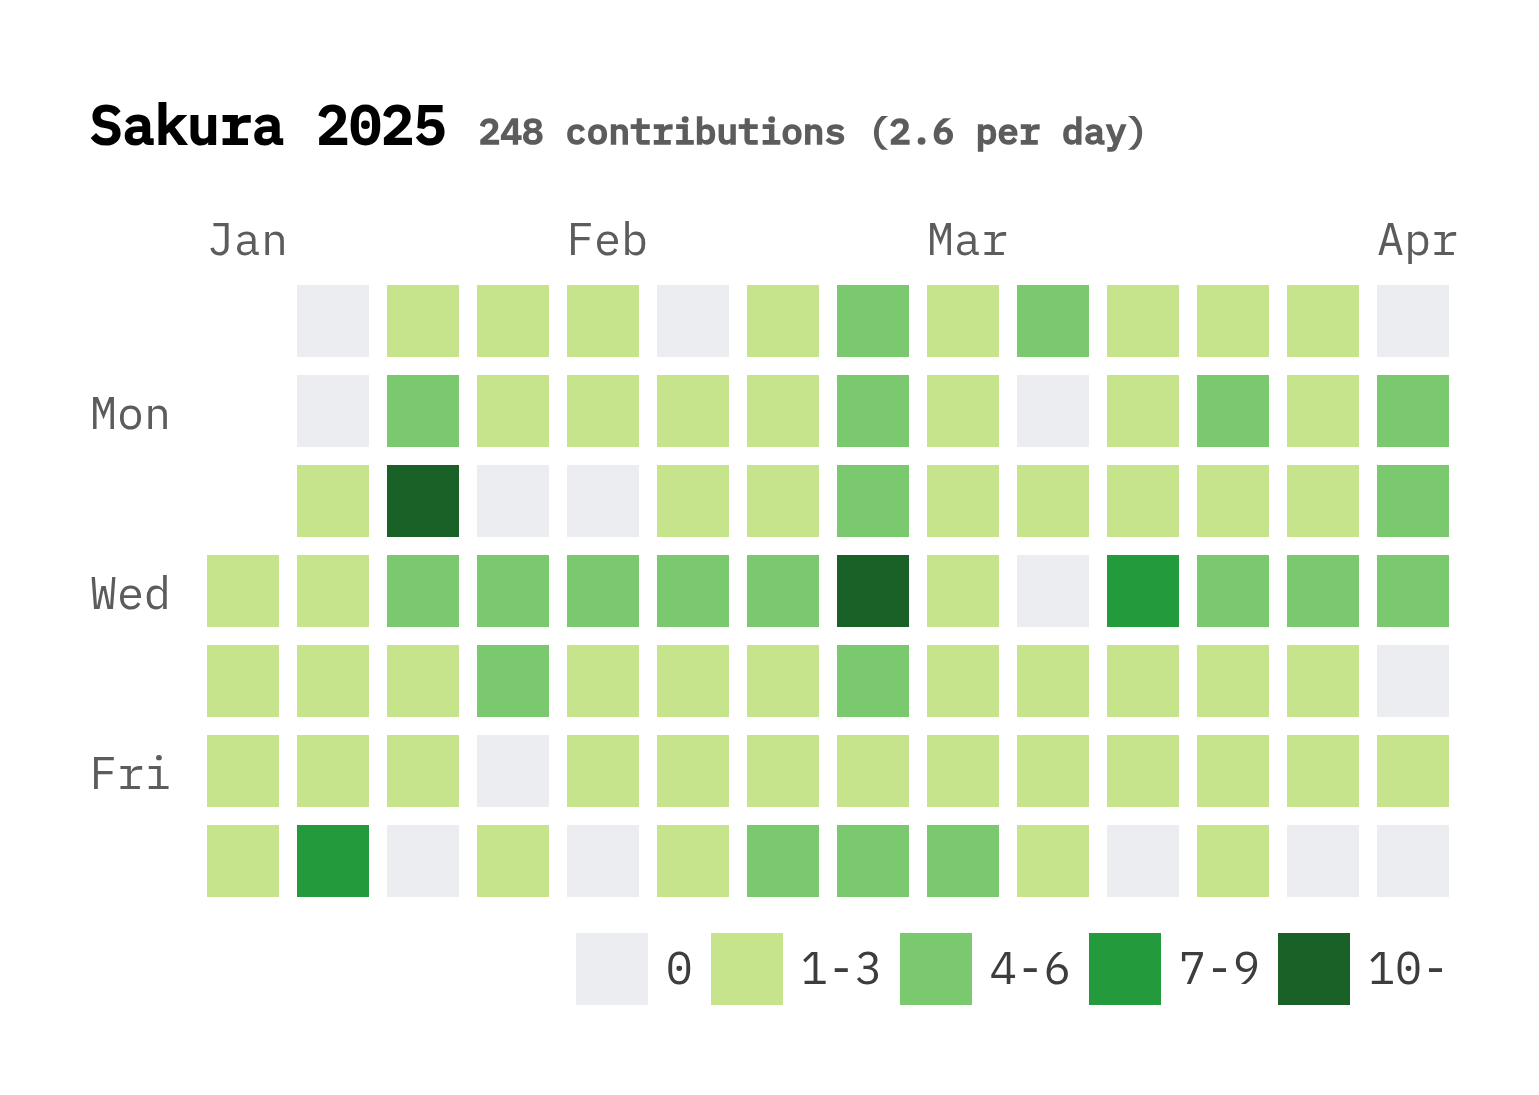 Sakura 2025 248 contributions (2.6 per day)
Jan Feb Mar Apr
Mon
Wed
Fri
0 1-3 4-6 7-9 10-